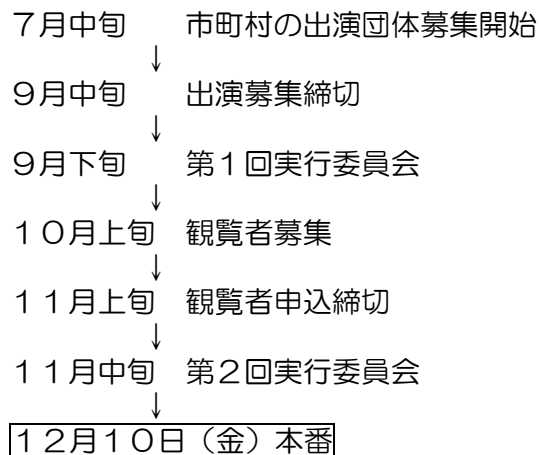 ７月中旬　　市町村の出演団体募集開始
↓
９月中旬　　出演募集締切
↓
９月下旬　　第１回実行委員会
↓
１０月上旬　観覧者募集
↓
１１月上旬　観覧者申込締切
↓
１１月中旬　第２回実行委員会
↓
１２月１０日（金）本番